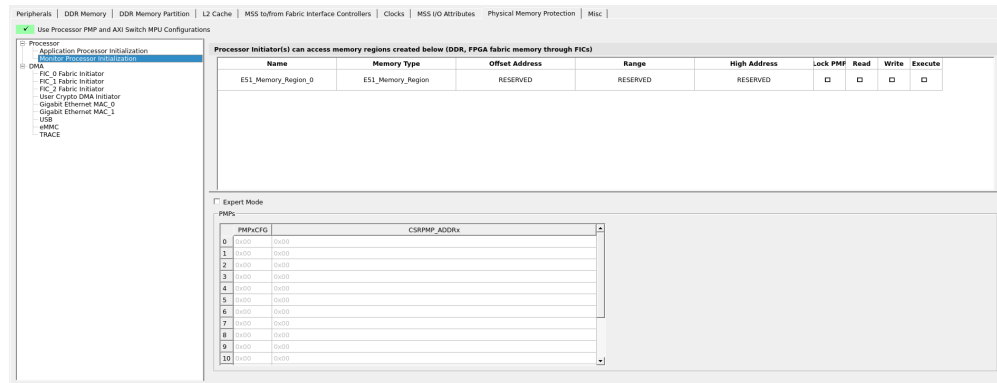 Peripherals | DDR Memory | DDR Memory Partition | L2 Cache | MSS to/from Fabric Interface Controllers | Clocks | MSS I/O Attributes | Physical Memory Protection | Misc
Use Processor PMP and AXI Switch MPU Configurations
Processor
Application Processor Initialization
Monitor Processor Initialization
DMA
FIC_0 Fabric Initiator
FIC_1 Fabric Initiator
FIC_2 Fabric Initiator
User Crypto DMA Initiator
Gigabit Ethernet MAC_0
Gigabit Ethernet MAC_1
USB
eMMC
TRACE
Processor Initiator(s) can access memory regions created below (DDR, FPGA fabric memory through FICs)
Name Memory Type Offset Address Range High Address Lock PMP Read Write Execute
E51_Memory_Region_0 E51_Memory_Region RESERVED RESERVED RESERVED
Expert Mode
PMPs
PMPxCFG CSRPMP_ADDRx
0 0x00 0x00
1 0x00 0x00
2 0x00 0x00
3 0x00 0x00
4 0x00 0x00
5 0x00 0x00
6 0x00 0x00
7 0x00 0x00
8 0x00 0x00
9 0x00 0x00
10 0x00 0x00